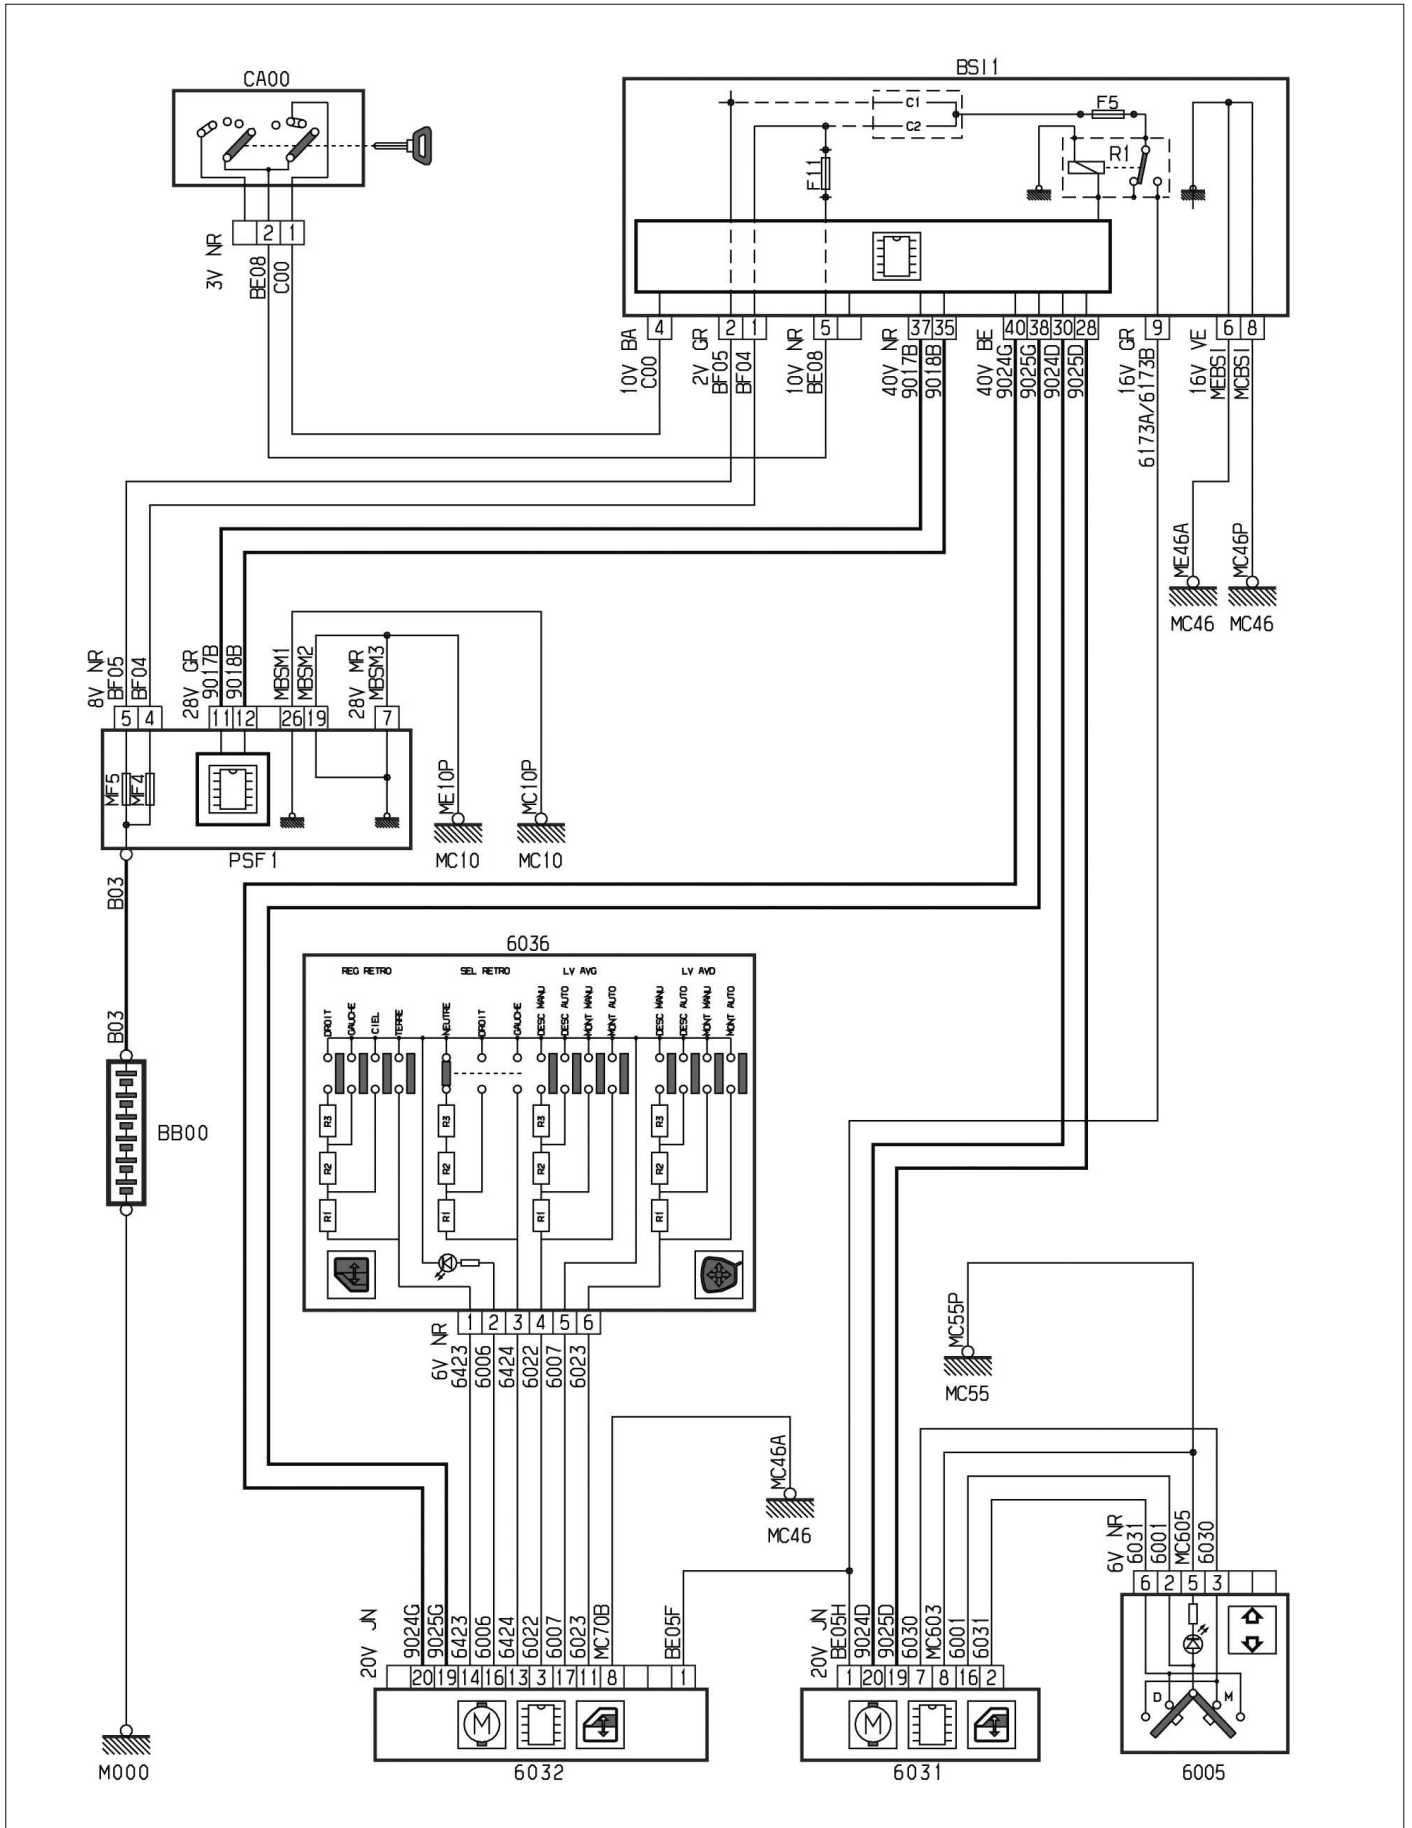 CA00
BSI1
C1
C2
F5
F11
R1
2 1
3V NR
BE08
C00
4 2 1 5 37 35 40 38 30 28 9 6 8
10V BA
C00
2V GR
BF05
BF04
10V NR
BE08
40V NR
9017B
9018B
40V BE
9024G
9025G
9024D
9025D
16V GR
6173A/6173B
16V VE
MEBSI
MCBSI
ME46A
MC46P
MC46 MC46
8V NR
BF05
BF04
28V GR
9017B
9018B
MBSM1
MBSM2
28V MR
MBSM3
5 4 11 12 26 19 7
MF5
MF4
PSF1
ME10P
MC10P
MC10 MC10
B03
B03
BB00
M000
6036
REG RETRO SEL RETRO LV AVG LV AVD
DROIT
GAUCHE
CIEL
TERRE
NEUTRE
DROIT
GAUCHE
DESC MANU
DESC AUTO
MONT MANU
MONT AUTO
DESC MANU
DESC AUTO
MONT MANU
MONT AUTO
R3 R3 R3 R3
R2 R2 R2 R2
R1 R1 R1 R1
1 2 3 4 5 6
6V NR
6423
6006
6424
6022
6007
6023
MC55P
MC55
MC46A
MC46
20V JN
9024G
9025G
6423
6006
6424
6022
6007
6023
MC70B
BE05F
20 19 14 16 13 3 17 11 8 1
M
6032
20V JN
BE05H
9024D
9025D
6030
MC603
6001
6031
1 20 19 7 8 16 2
M
6031
6V NR
6031
6001
MC605
6030
6 2 5 3
D M
6005